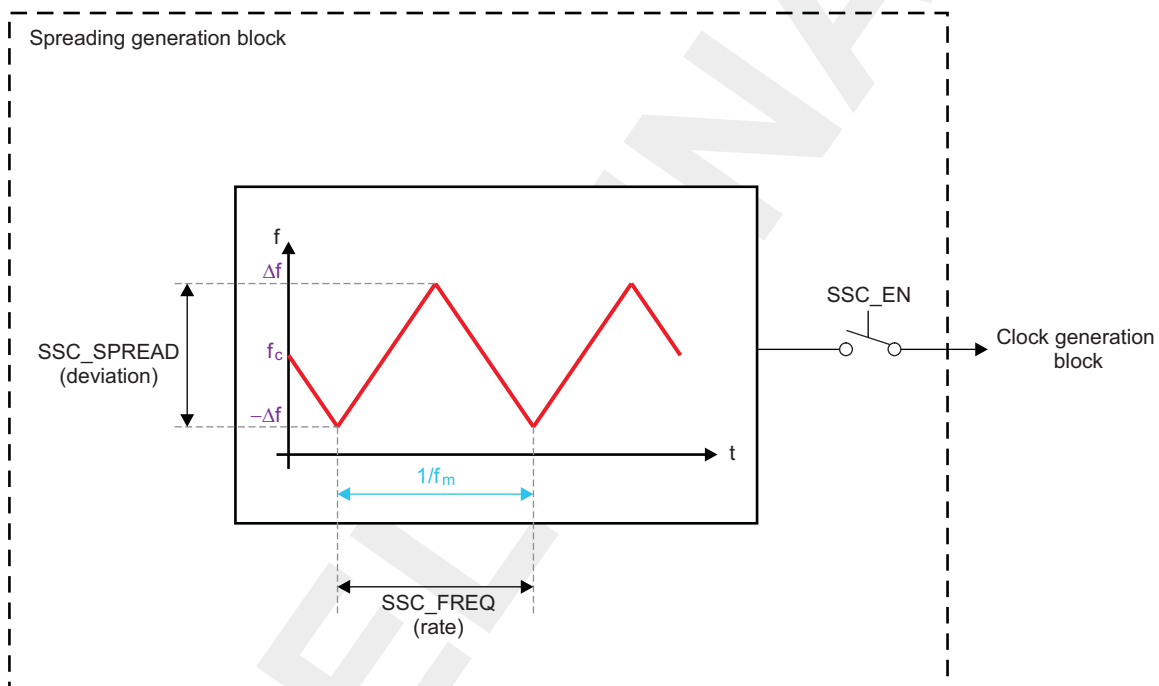 Spreading generation block
f
Δf
SSC_SPREAD
(deviation)
fc
−Δf
t
1/fm
SSC_FREQ
(rate)
SSC_EN
Clock generation
block